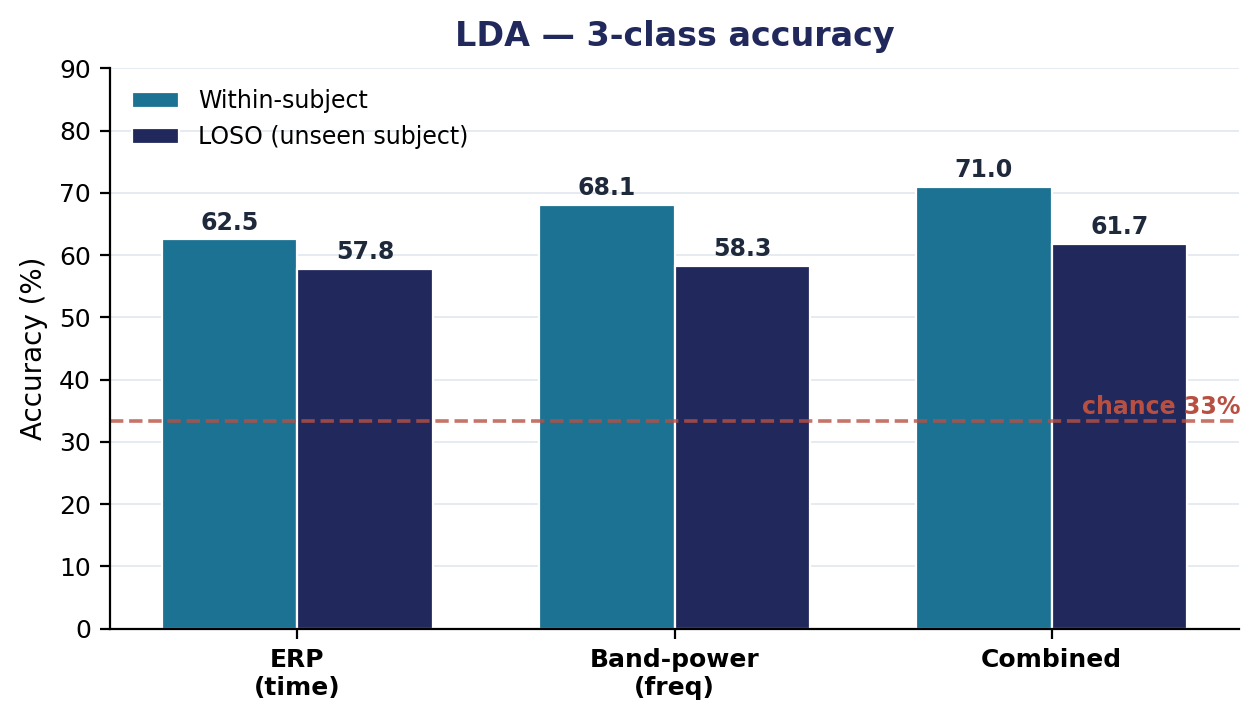 LDA — 3-class accuracy
Within-subject
LOSO (unseen subject)
Accuracy (%)
90
80
70
60
50
40
30
20
10
0
62.5
57.8
68.1
58.3
71.0
61.7
chance 33%
ERP
(time)
Band-power
(freq)
Combined